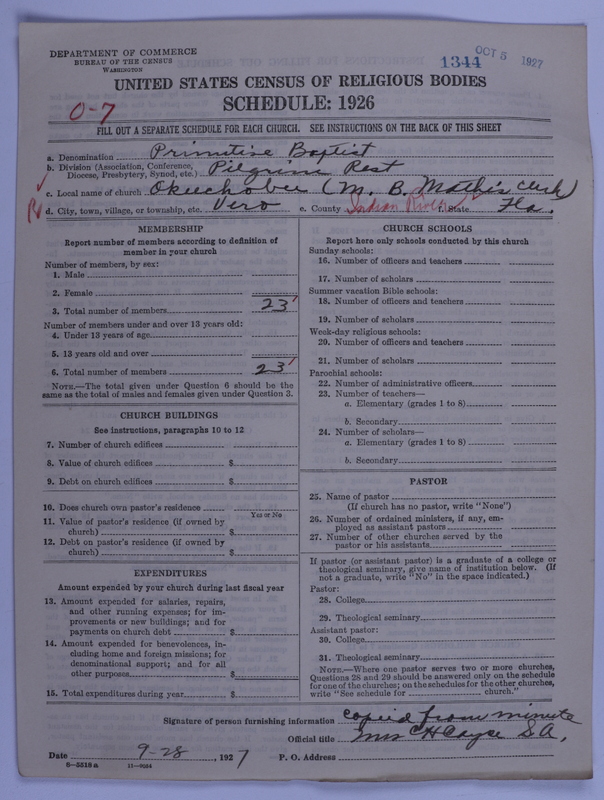 DEPARTMENT OF COMMERCE
BUREAU OF THE CENSUS
WASHINGTON
1344 OCT 5 1927
UNITED STATES CENSUS OF RELIGIOUS BODIES
SCHEDULE: 1926
O-7
FILL OUT A SEPARATE SCHEDULE FOR EACH CHURCH. SEE INSTRUCTIONS ON THE BACK OF THIS SHEET
a. Denomination Primitive Baptist
b. Division (Association, Conference, Diocese, Presbytery, Synod, etc.) Pilgrim Rest
c. Local name of church Okeechobee (M. B. Mathis Clerk)
d. City, town, village, or township, etc. Vero e. County Indian River f. State Fla.
MEMBERSHIP
Report number of members according to definition of
member in your church
Number of members, by sex:
1. Male
2. Female
3. Total number of members 23
Number of members under and over 13 years old:
4. Under 13 years of age
5. 13 years old and over
6. Total number of members 23
NOTE.—The total given under Question 6 should be the
same as the total of males and females given under Question 3.
CHURCH BUILDINGS
See instructions, paragraphs 10 to 12
7. Number of church edifices
8. Value of church edifices $
9. Debt on church edifices $
10. Does church own pastor's residence
Yes or No
11. Value of pastor's residence (if owned by
church) $
12. Debt on pastor's residence (if owned by
church) $
EXPENDITURES
Amount expended by your church during last fiscal year
13. Amount expended for salaries, repairs,
and other running expenses; for im-
provements or new buildings; and for
payments on church debt $
14. Amount expended for benevolences, in-
cluding home and foreign missions; for
denominational support; and for all
other purposes $
15. Total expenditures during year $
CHURCH SCHOOLS
Report here only schools conducted by this church
Sunday schools:
16. Number of officers and teachers
17. Number of scholars
Summer vacation Bible schools:
18. Number of officers and teachers
19. Number of scholars
Week-day religious schools:
20. Number of officers and teachers
21. Number of scholars
Parochial schools:
22. Number of administrative officers
23. Number of teachers—
a. Elementary (grades 1 to 8)
b. Secondary
24. Number of scholars—
a. Elementary (grades 1 to 8)
b. Secondary
PASTOR
25. Name of pastor
(If church has no pastor, write "None")
26. Number of ordained ministers, if any, em-
ployed as assistant pastors
27. Number of other churches served by the
pastor or his assistants
If pastor (or assistant pastor) is a graduate of a college or
theological seminary, give name of institution below. (If
not a graduate, write "No" in the space indicated.)
Pastor:
28. College
29. Theological seminary
Assistant pastor:
30. College
31. Theological seminary
NOTE.—Where one pastor serves two or more churches,
Questions 28 and 29 should be answered only on the schedule
for one of the churches; on the schedules for the other churches,
write "See schedule for church."
Signature of person furnishing information copied from minute
Official title Mrs C H Cayce S.A.
Date 9-28, 1927 P. O. Address
8-5518 a 11-9284